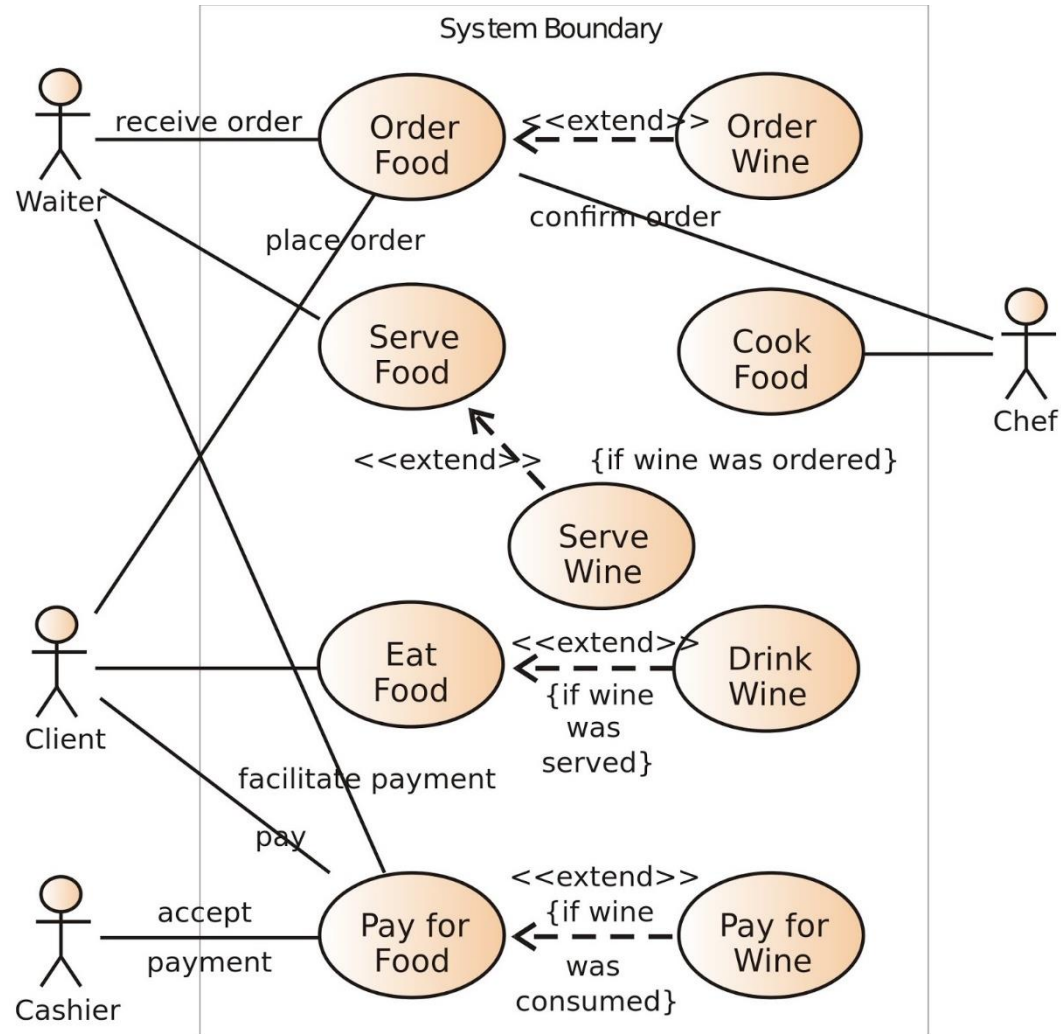 System Boundary
receive order
Order
Food
<<extend>>
Order
Wine
Waiter
place order
confirm order
Serve
Food
Cook
Food
Chef
<<extend>>
{if wine was ordered}
Serve
Wine
Client
Eat
Food
<<extend>>
{if wine
was
served}
Drink
Wine
facilitate payment
pay
accept
payment
Cashier
Pay for
Food
<<extend>>
{if wine
was
consumed}
Pay for
Wine